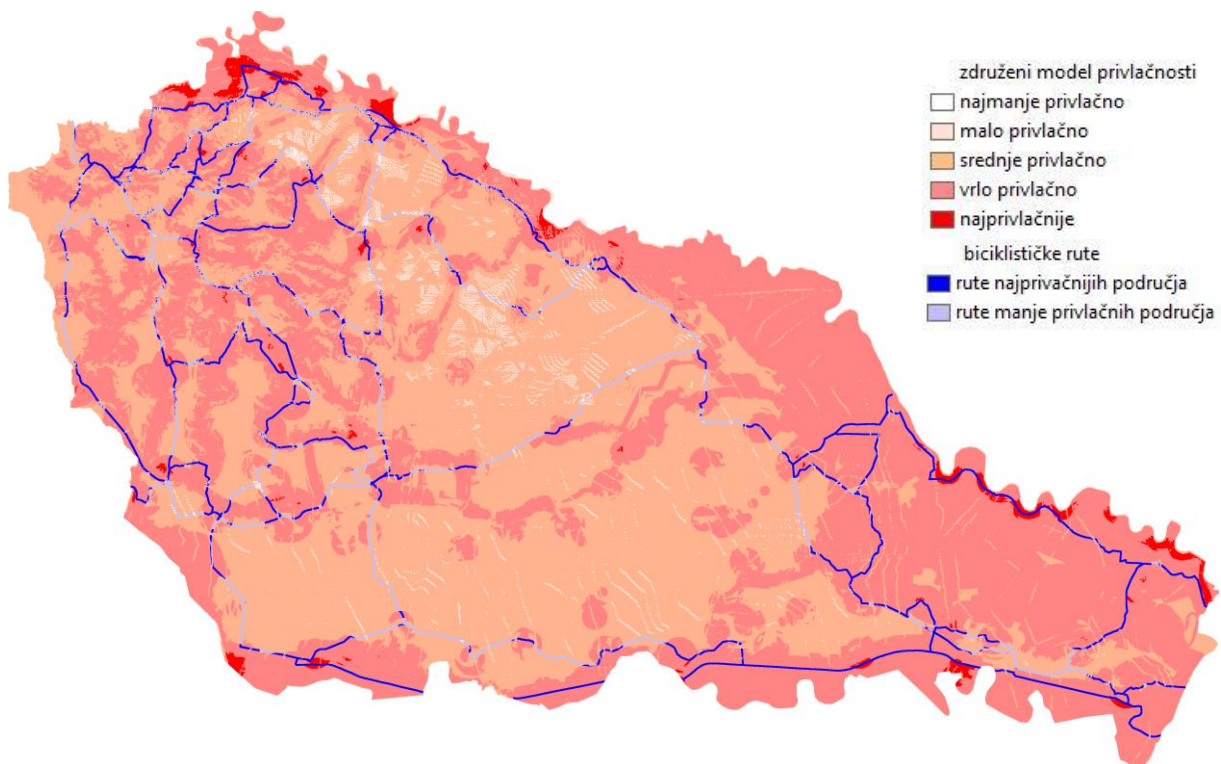 združeni model privlačnosti
najmanje privlačno
malo privlačno
srednje privlačno
vrlo privlačno
najprivlačnije
biciklističke rute
rute najprivačnijih područja
rute manje privlačnih područja